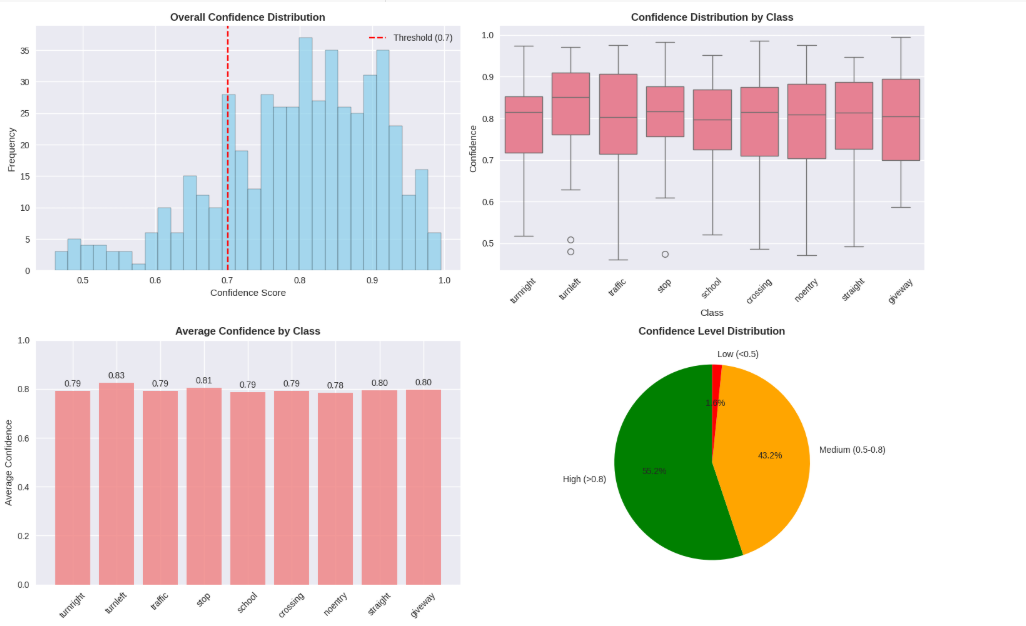 Overall Confidence Distribution
Frequency
35
30
25
20
15
10
5
0
Threshold (0.7)
0.5 0.6 0.7 0.8 0.9 1.0
Confidence Score
Confidence Distribution by Class
Confidence
1.0
0.9
0.8
0.7
0.6
0.5
turnright turnleft traffic stop school crossing noentry straight giveway
Class
Average Confidence by Class
Average Confidence
1.0
0.8
0.6
0.4
0.2
0.0
0.79 0.83 0.79 0.81 0.79 0.79 0.78 0.80 0.80
turnright turnleft traffic stop school crossing noentry straight giveway
Confidence Level Distribution
Low (<0.5)
43.2%
Medium (0.5-0.8)
55.2%
High (>0.8)